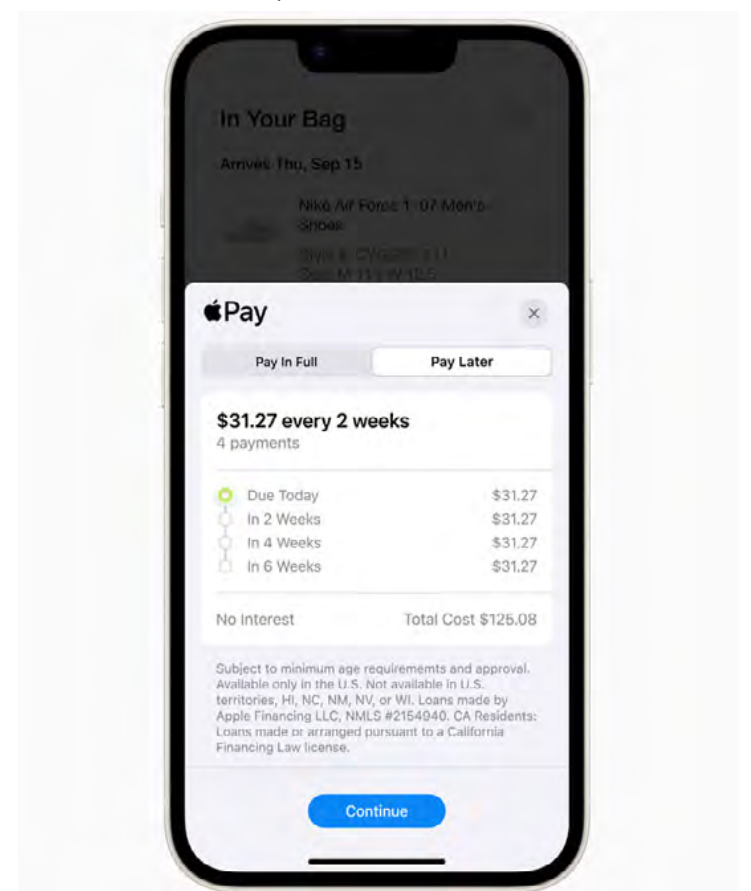 In Your Bag
Arrives Thu, Sep 15
Nike Air Force 1 '07 Men's
Shoes
Pay
Pay In Full
Pay Later
$31.27 every 2 weeks
4 payments
Due Today $31.27
In 2 Weeks $31.27
In 4 Weeks $31.27
In 6 Weeks $31.27
No Interest Total Cost $125.08
Subject to minimum age requirements and approval.
Available only in the U.S. Not available in U.S.
territories, HI, NC, NM, NV, or WI. Loans made by
Apple Financing LLC, NMLS #2154940. CA Residents:
Loans made or arranged pursuant to a California
Financing Law license.
Continue